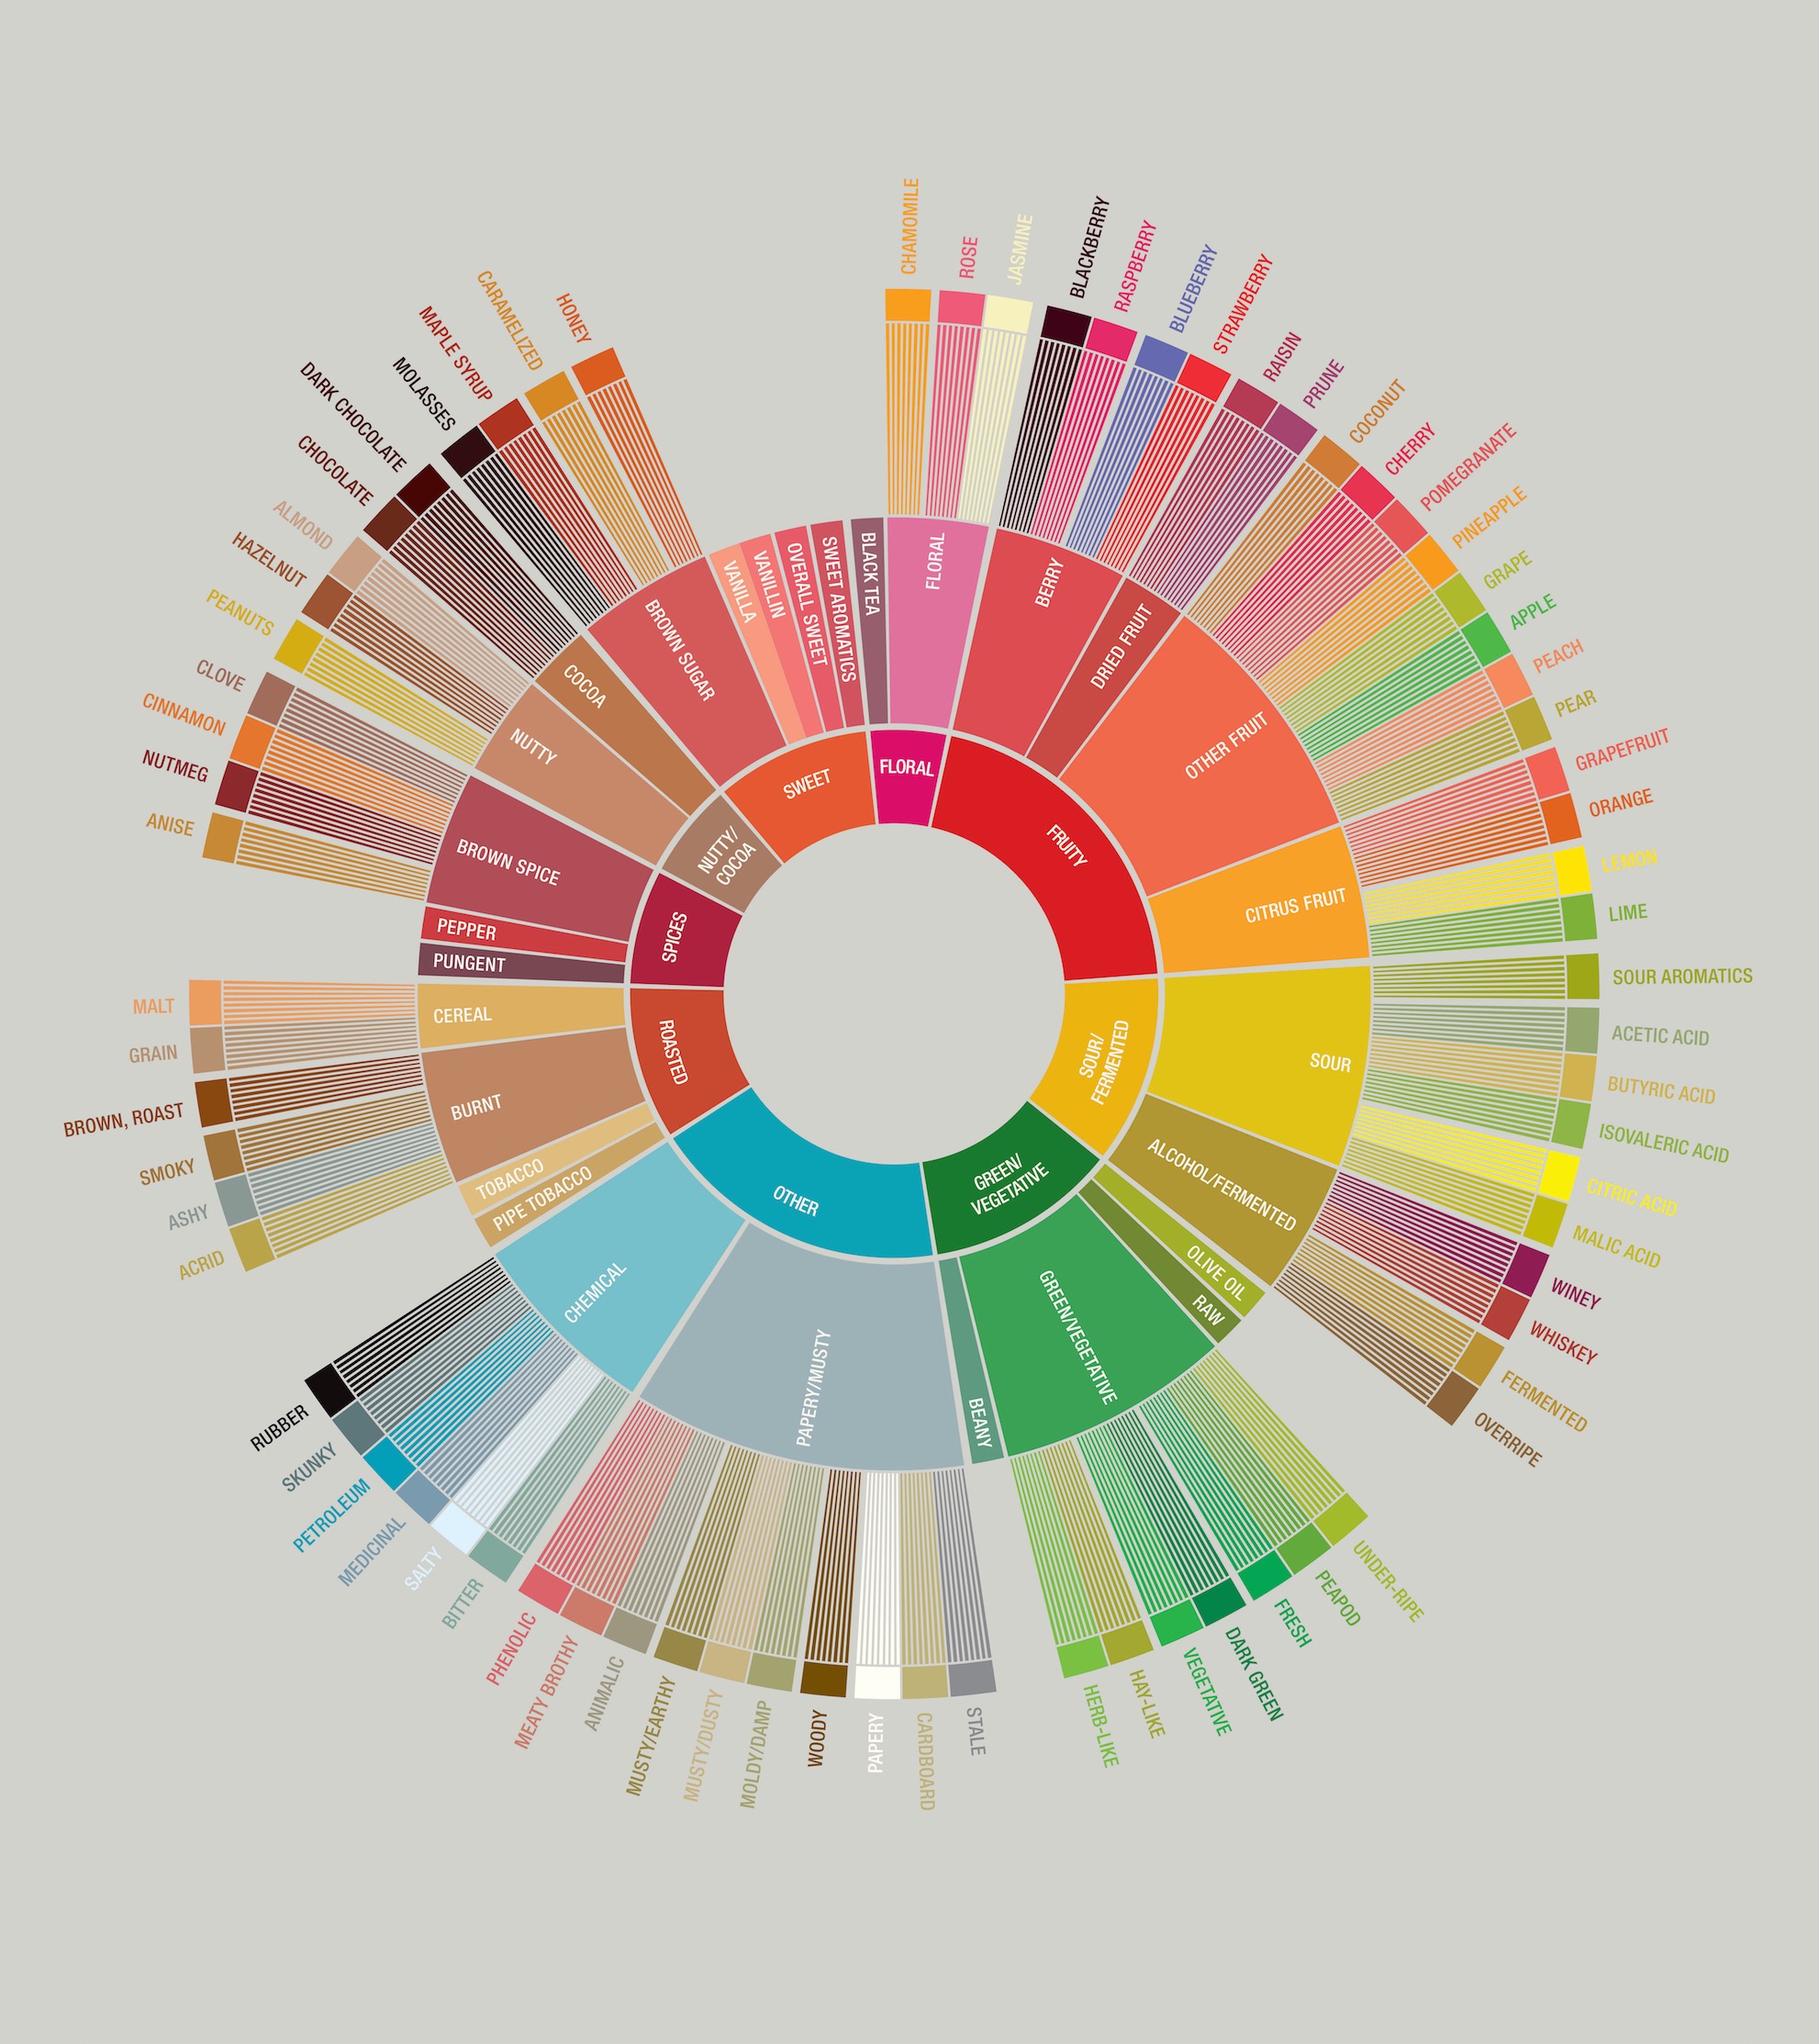 FLORAL
FRUITY
SOUR/
FERMENTED
GREEN/
VEGETATIVE
OTHER
ROASTED
SPICES
NUTTY/
COCOA
SWEET
BLACK TEA
FLORAL
BERRY
DRIED FRUIT
OTHER FRUIT
CITRUS FRUIT
SOUR
ALCOHOL/FERMENTED
OLIVE OIL
RAW
GREEN/VEGETATIVE
BEANY
PAPERY/MUSTY
CHEMICAL
PIPE TOBACCO
TOBACCO
BURNT
CEREAL
PUNGENT
PEPPER
BROWN SPICE
NUTTY
COCOA
BROWN SUGAR
VANILLA
VANILLIN
OVERALL SWEET
SWEET AROMATICS
CHAMOMILE
ROSE
JASMINE
BLACKBERRY
RASPBERRY
BLUEBERRY
STRAWBERRY
RAISIN
PRUNE
COCONUT
CHERRY
POMEGRANATE
PINEAPPLE
GRAPE
APPLE
PEACH
PEAR
GRAPEFRUIT
ORANGE
LEMON
LIME
SOUR AROMATICS
ACETIC ACID
BUTYRIC ACID
ISOVALERIC ACID
CITRIC ACID
MALIC ACID
WINEY
WHISKEY
FERMENTED
OVERRIPE
UNDER-RIPE
PEAPOD
FRESH
DARK GREEN
VEGETATIVE
HAY-LIKE
HERB-LIKE
STALE
CARDBOARD
PAPERY
WOODY
MOLDY/DAMP
MUSTY/DUSTY
MUSTY/EARTHY
ANIMALIC
MEATY BROTHY
PHENOLIC
BITTER
SALTY
MEDICINAL
PETROLEUM
SKUNKY
RUBBER
ACRID
ASHY
SMOKY
BROWN, ROAST
GRAIN
MALT
ANISE
NUTMEG
CINNAMON
CLOVE
PEANUTS
HAZELNUT
ALMOND
CHOCOLATE
DARK CHOCOLATE
MOLASSES
MAPLE SYRUP
CARAMELIZED
HONEY